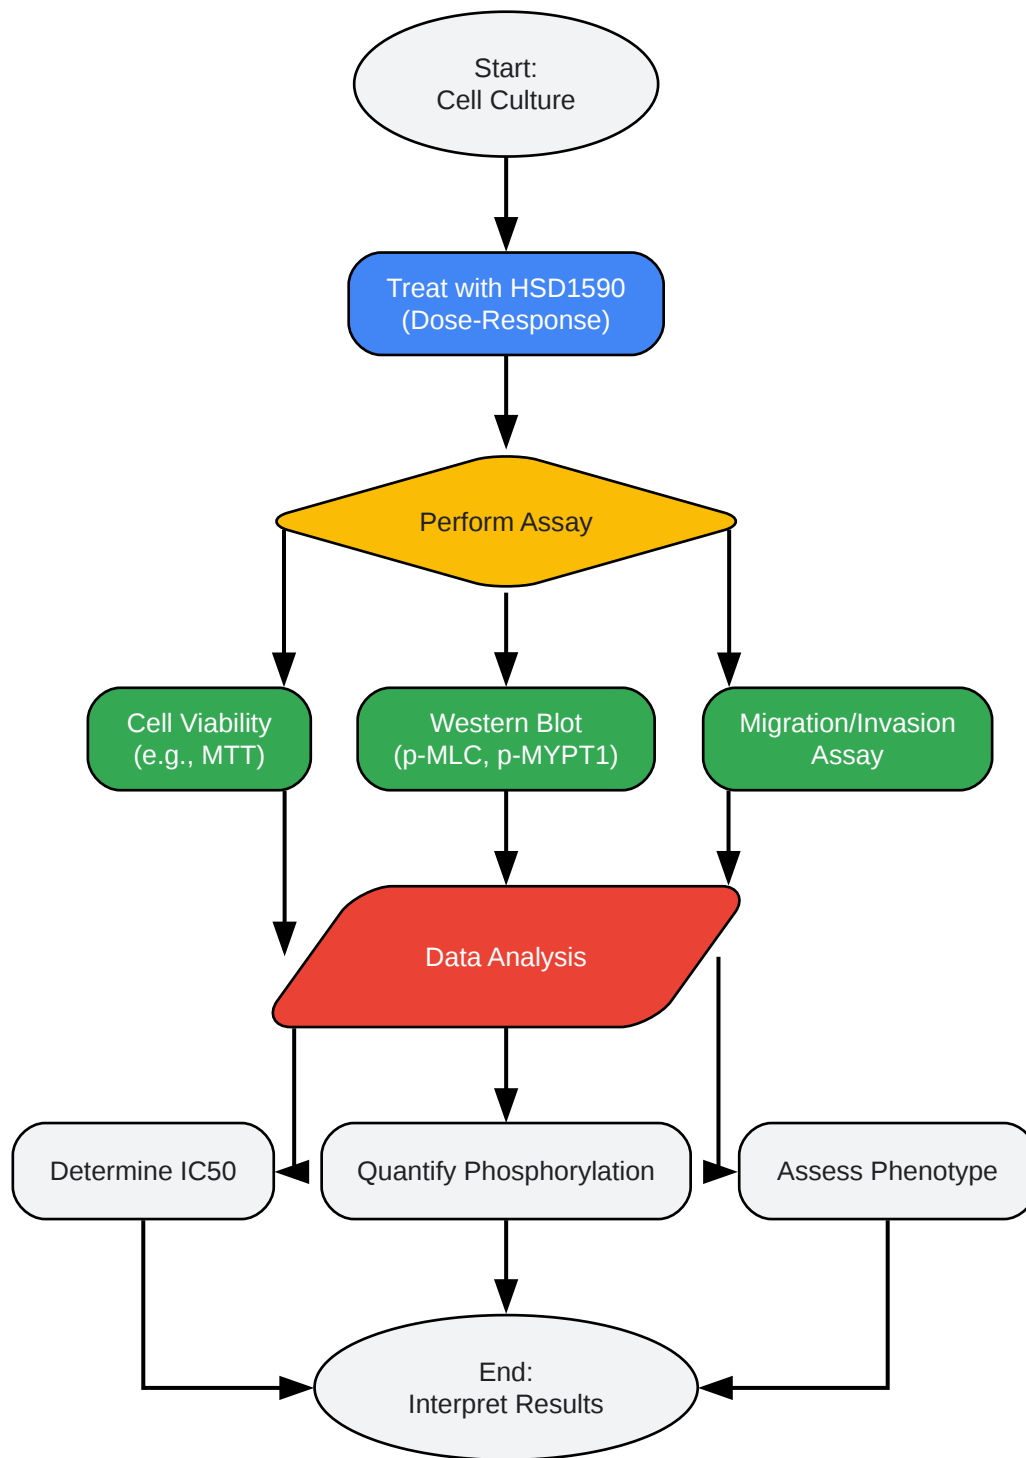 Start:
Cell Culture
Treat with HSD1590
(Dose-Response)
Perform Assay
Cell Viability
(e.g., MTT)
Western Blot
(p-MLC, p-MYPT1)
Migration/Invasion
Assay
Data Analysis
Determine IC50
Quantify Phosphorylation
Assess Phenotype
End:
Interpret Results